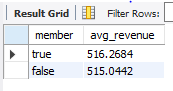 Result Grid Filter Rows:
member avg_revenue
true 516.2684
false 515.0442